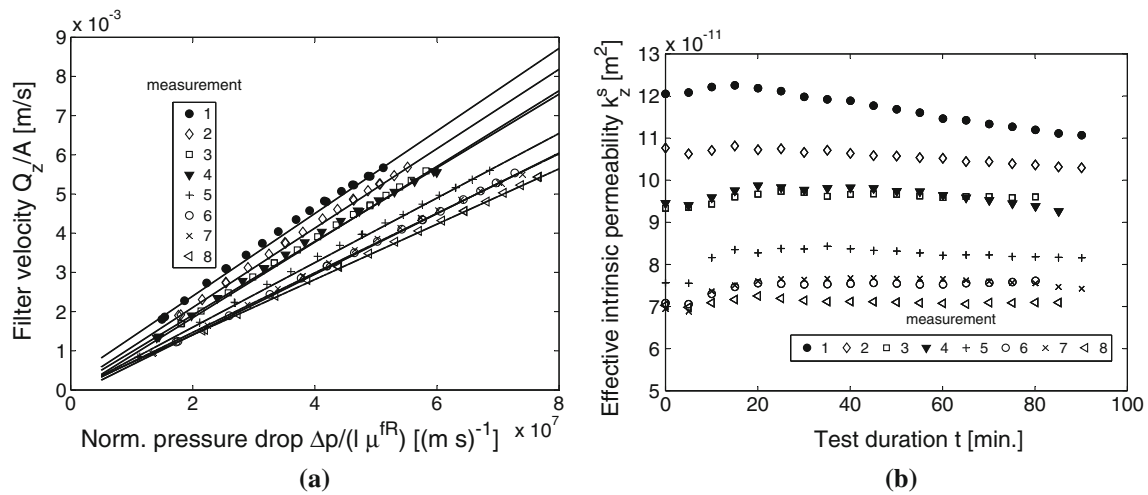 x 10⁻³
9
8
7
6
5
4
3
2
1
0
Filter velocity Q_z/A [m/s]
measurement
1
2
3
4
5
6
7
8
0 2 4 6 8
x 10⁷
Norm. pressure drop Δp/(l μ^fR) [(m s)⁻¹]
(a)
x 10⁻¹¹
13
12
11
10
9
8
7
6
5
Effective intrinsic permeability k_z^s [m²]
measurement
1 2 3 4 5 6 7 8
0 20 40 60 80 100
Test duration t [min.]
(b)